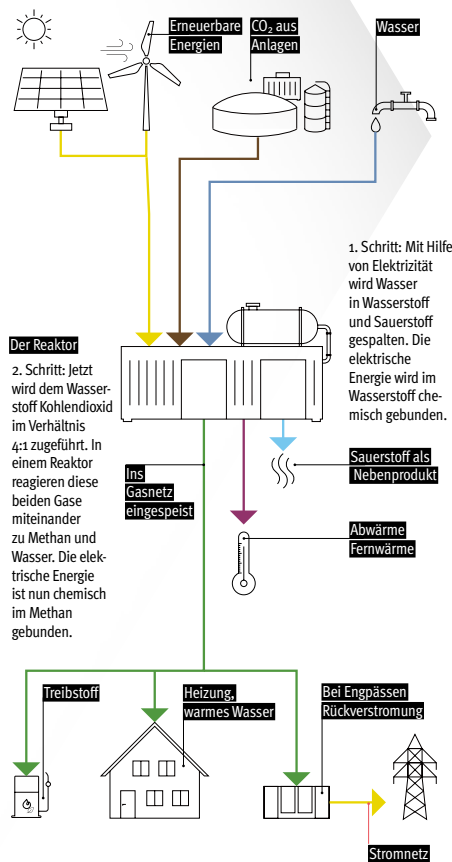 Erneuerbare
Energien
CO₂ aus
Anlagen
Wasser
1. Schritt: Mit Hilfe
von Elektrizität
wird Wasser
in Wasserstoff
und Sauerstoff
gespalten. Die
elektrische
Energie wird im
Wasserstoff che-
misch gebunden.
Der Reaktor
2. Schritt: Jetzt
wird dem Wasser-
stoff Kohlendioxid
im Verhältnis
4:1 zugeführt. In
einem Reaktor
reagieren diese
beiden Gase
miteinander
zu Methan und
Wasser. Die elek-
trische Energie
ist nun chemisch
im Methan
gebunden.
Ins
Gasnetz
eingespeist
Sauerstoff als
Nebenprodukt
Abwärme
Fernwärme
Treibstoff
Heizung,
warmes Wasser
Bei Engpässen
Rückverstromung
Stromnetz